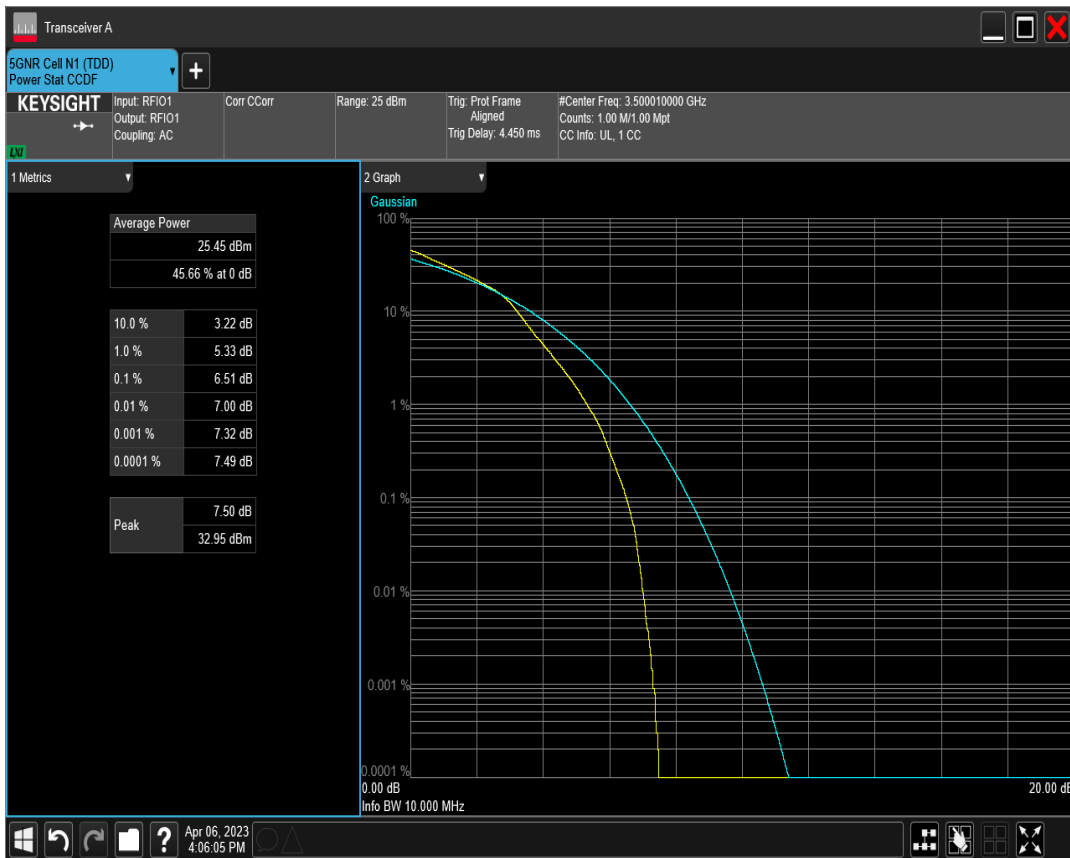 Transceiver A
5GNR Cell N1 (TDD)
Power Stat CCDF
KEYSIGHT
LXI
Input: RFIO1
Output: RFIO1
Coupling: AC
Corr CCorr
Range: 25 dBm
Trig: Prot Frame
Aligned
Trig Delay: 4.450 ms
#Center Freq: 3.500010000 GHz
Counts: 1.00 M/1.00 Mpt
CC Info: UL, 1 CC
1 Metrics
Average Power
25.45 dBm
45.66 % at 0 dB
10.0 % 3.22 dB
1.0 % 5.33 dB
0.1 % 6.51 dB
0.01 % 7.00 dB
0.001 % 7.32 dB
0.0001 % 7.49 dB
Peak
7.50 dB
32.95 dBm
2 Graph
Gaussian
100 %
10 %
1 %
0.1 %
0.01 %
0.001 %
0.0001 %
0.00 dB 20.00 dB
Info BW 10.000 MHz
Apr 06, 2023
4:06:05 PM